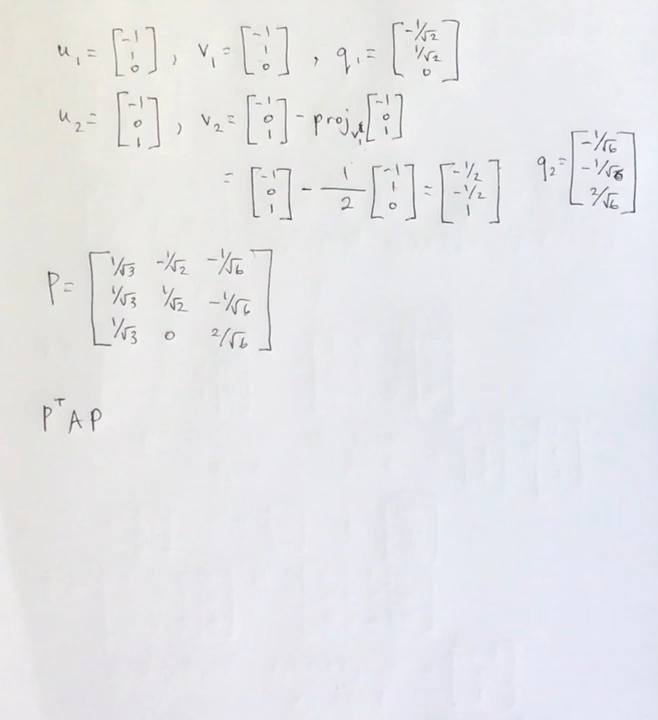 u₁ = [-1 1 0], v₁ = [-1 1 0], q₁ = [-1/√2 1/√2 0]
u₂ = [-1 0 1], v₂ = [-1 0 1] - proj_v₁ [-1 0 1]
= [-1 0 1] - 1/2 [-1 1 0] = [-1/2 -1/2 1] q₂ = [-1/√6 -1/√6 2/√6]
P = [1/√3 -1/√2 -1/√6
1/√3 1/√2 -1/√6
1/√3 0 2/√6]
PᵀAP